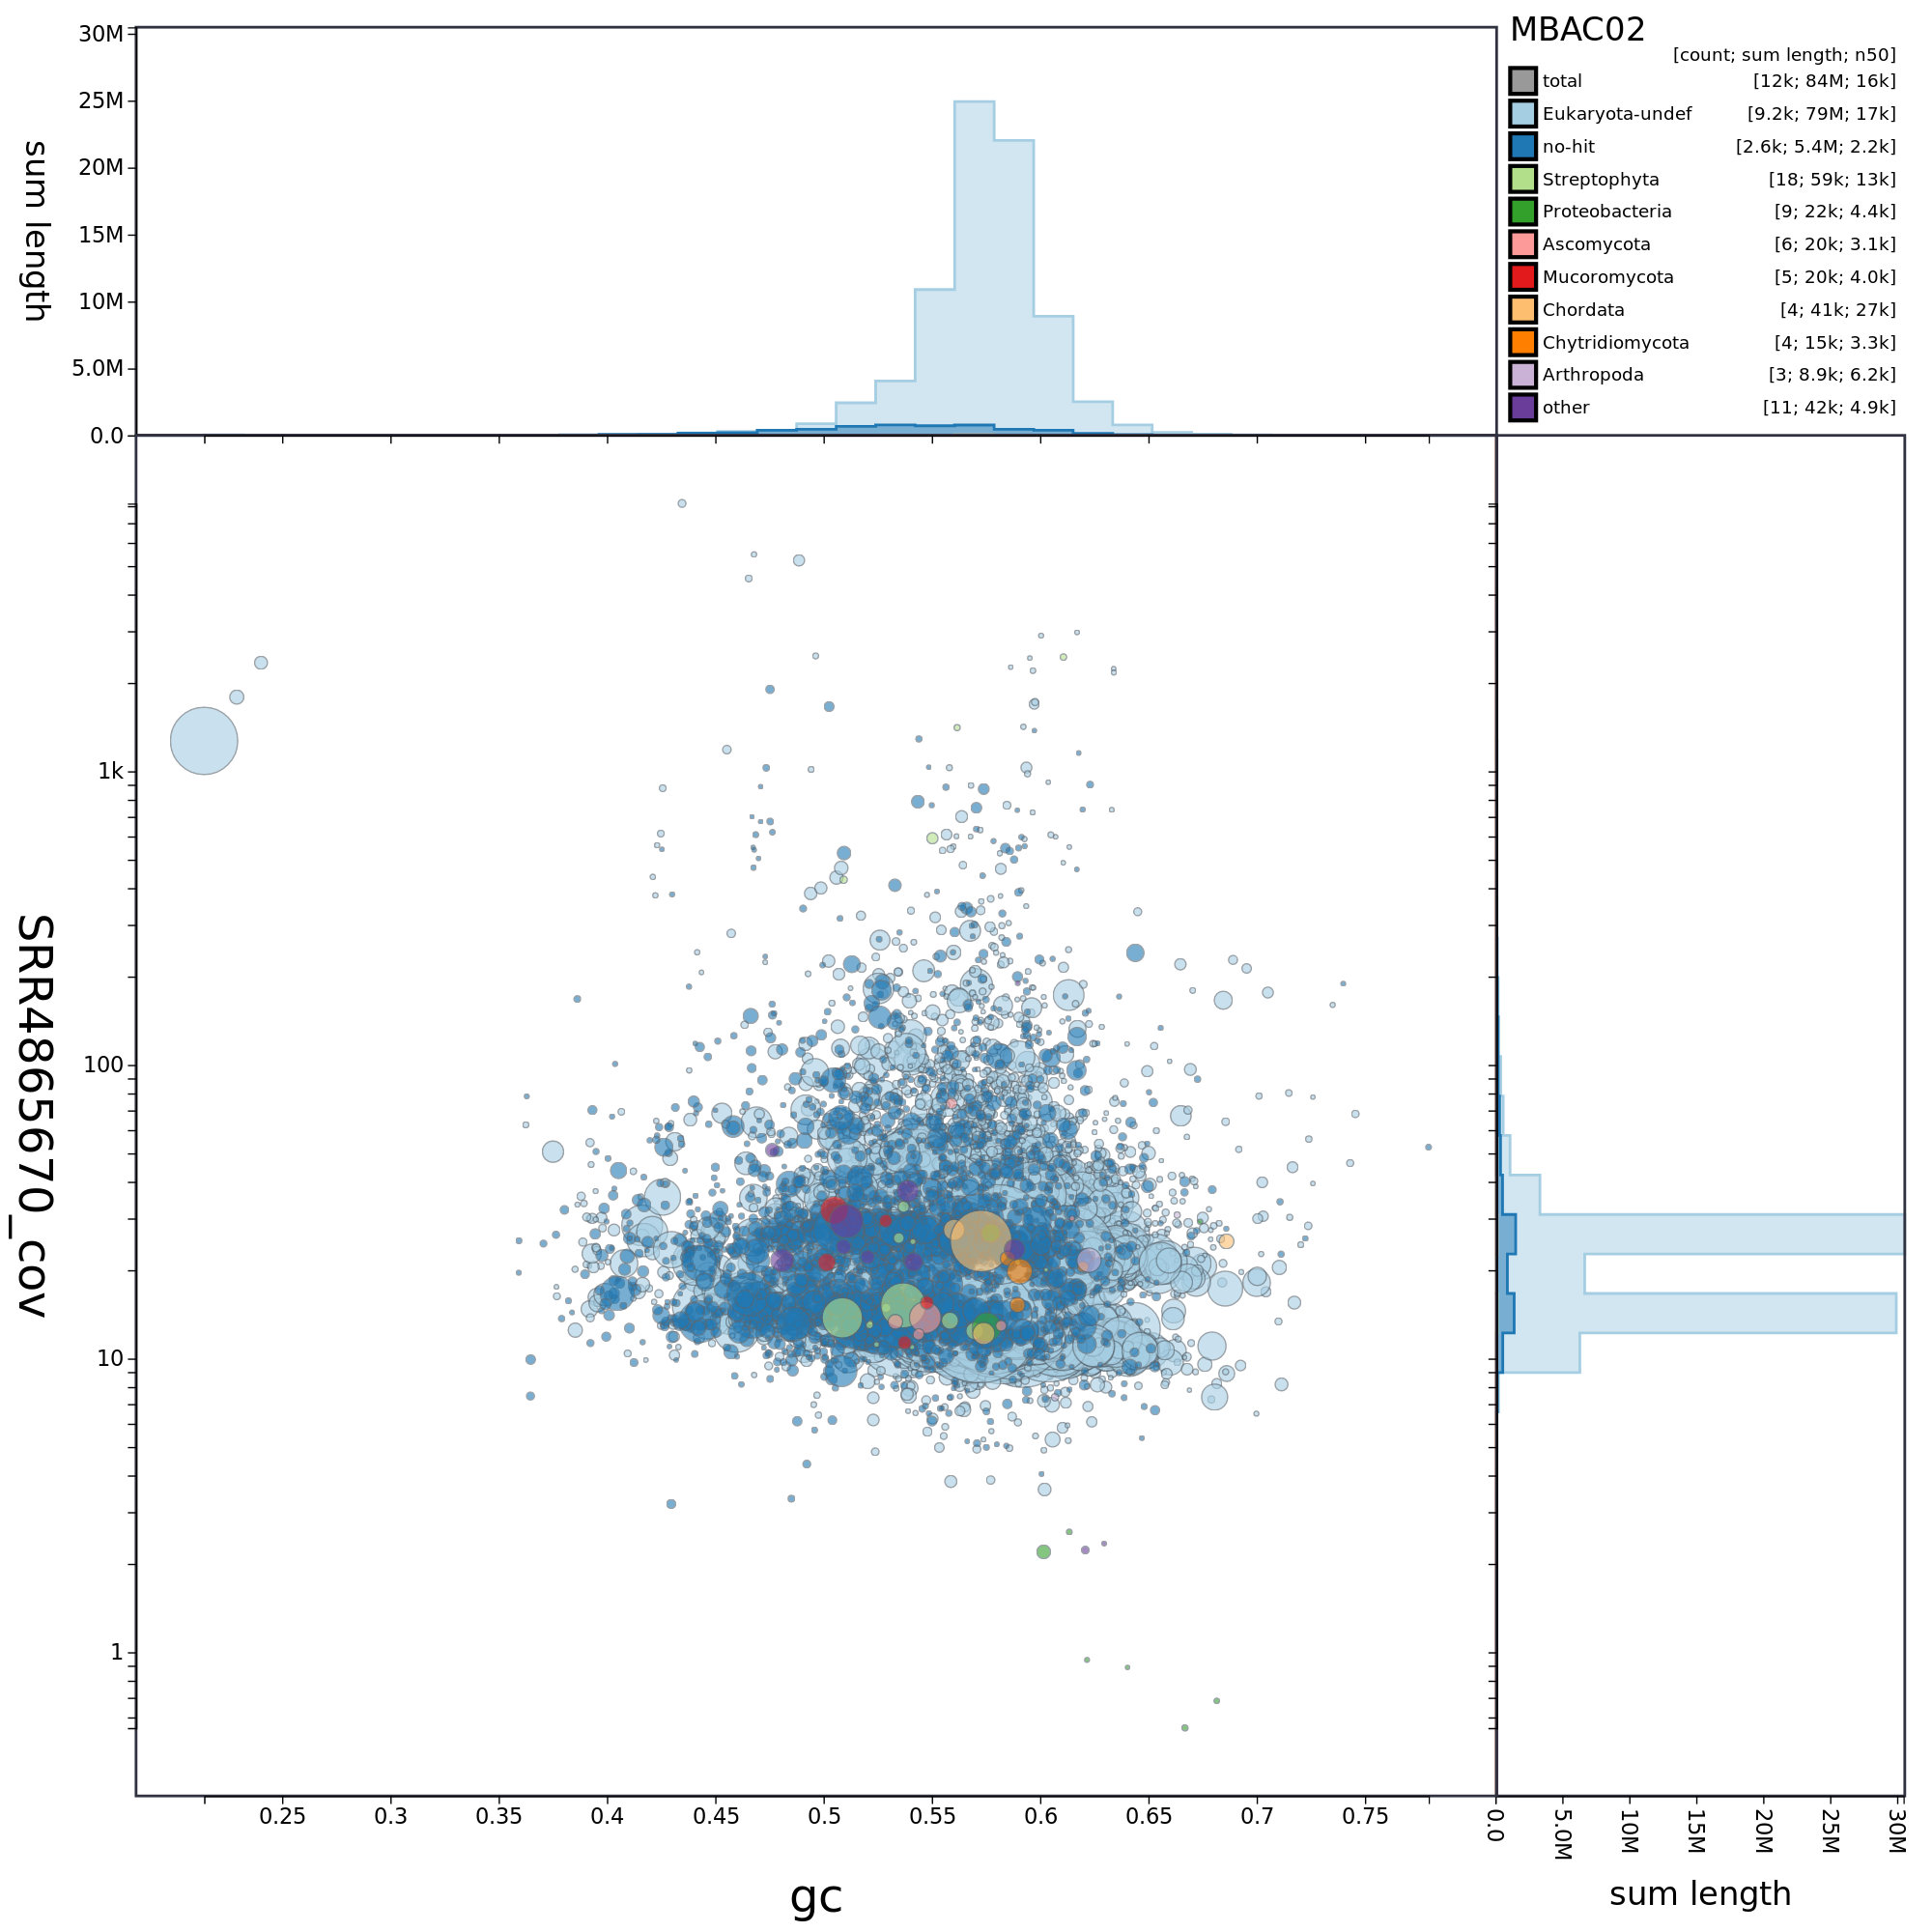 MBAC02
[count; sum length; n50]
total [12k; 84M; 16k]
Eukaryota-undef [9.2k; 79M; 17k]
no-hit [2.6k; 5.4M; 2.2k]
Streptophyta [18; 59k; 13k]
Proteobacteria [9; 22k; 4.4k]
Ascomycota [6; 20k; 3.1k]
Mucoromycota [5; 20k; 4.0k]
Chordata [4; 41k; 27k]
Chytridiomycota [4; 15k; 3.3k]
Arthropoda [3; 8.9k; 6.2k]
other [11; 42k; 4.9k]
sum length
30M
25M
20M
15M
10M
5.0M
0.0
SRR4865670_cov
1k
100
10
1
0.25 0.3 0.35 0.4 0.45 0.5 0.55 0.6 0.65 0.7 0.75
gc
0.0 5.0M 10M 15M 20M 25M 30M
sum length